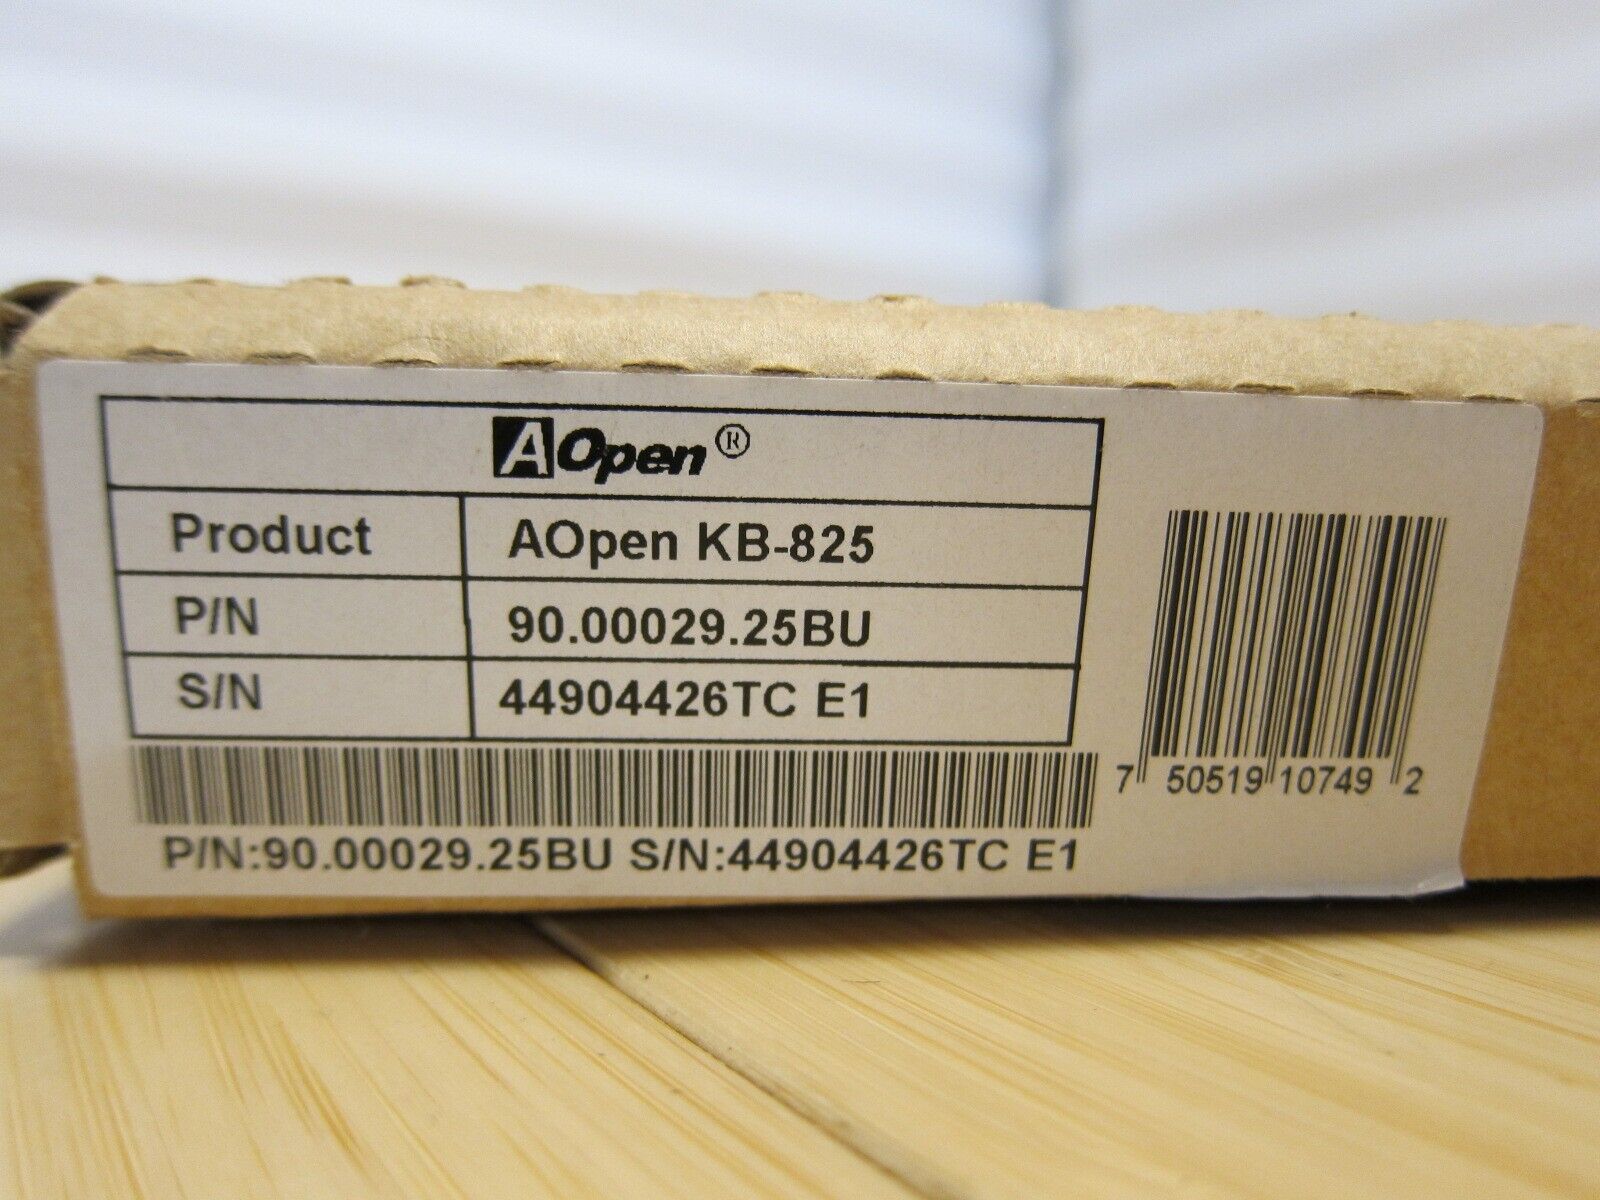 AOpen®
Product AOpen KB-825
P/N 90.00029.25BU
S/N 44904426TC E1
P/N:90.00029.25BU S/N:44904426TC E1
7 50519 10749 2